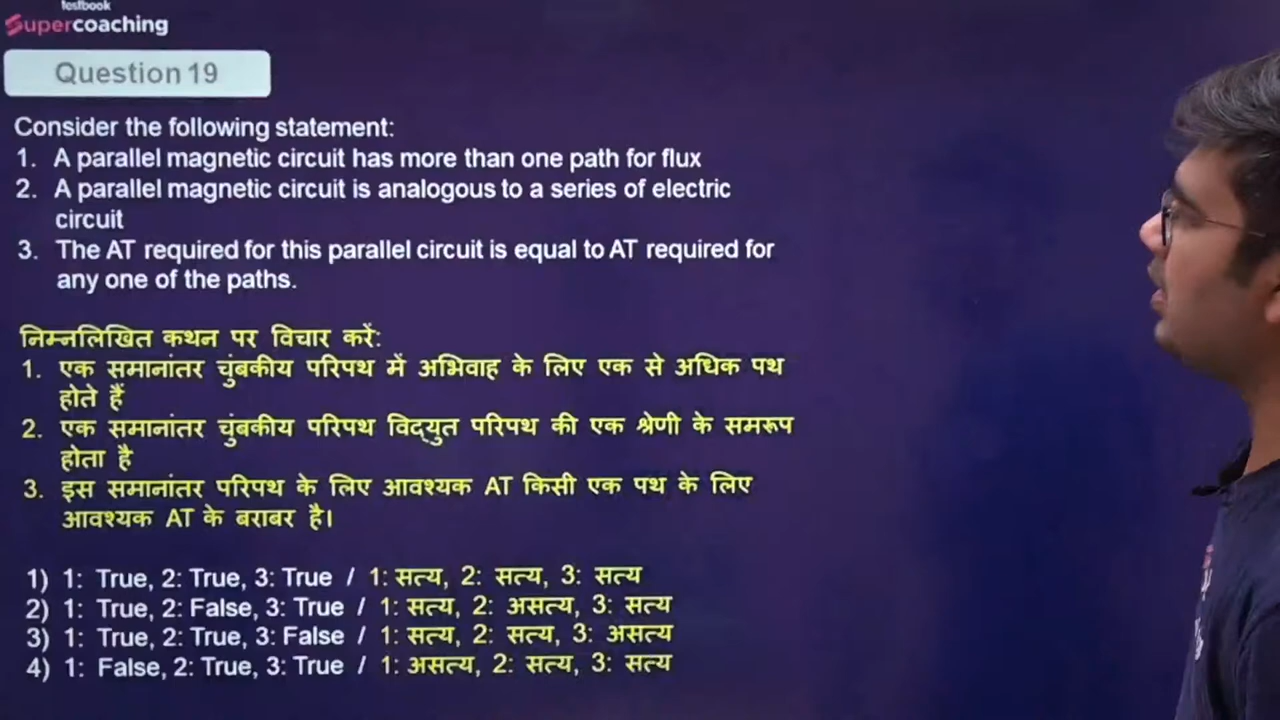 testbook
Supercoaching
Question 19
Consider the following statement:
1. A parallel magnetic circuit has more than one path for flux
2. A parallel magnetic circuit is analogous to a series of electric
circuit
3. The AT required for this parallel circuit is equal to AT required for
any one of the paths.
निम्नलिखित कथन पर विचार करें:
1. एक समानांतर चुंबकीय परिपथ में अभिवाह के लिए एक से अधिक पथ
होते हैं
2. एक समानांतर चुंबकीय परिपथ विद्युत परिपथ की एक श्रेणी के समरूप
होता है
3. इस समानांतर परिपथ के लिए आवश्यक AT किसी एक पथ के लिए
आवश्यक AT के बराबर है।
1) 1: True, 2: True, 3: True / 1: सत्य, 2: सत्य, 3: सत्य
2) 1: True, 2: False, 3: True / 1: सत्य, 2: असत्य, 3: सत्य
3) 1: True, 2: True, 3: False / 1: सत्य, 2: सत्य, 3: असत्य
4) 1: False, 2: True, 3: True / 1: असत्य, 2: सत्य, 3: सत्य